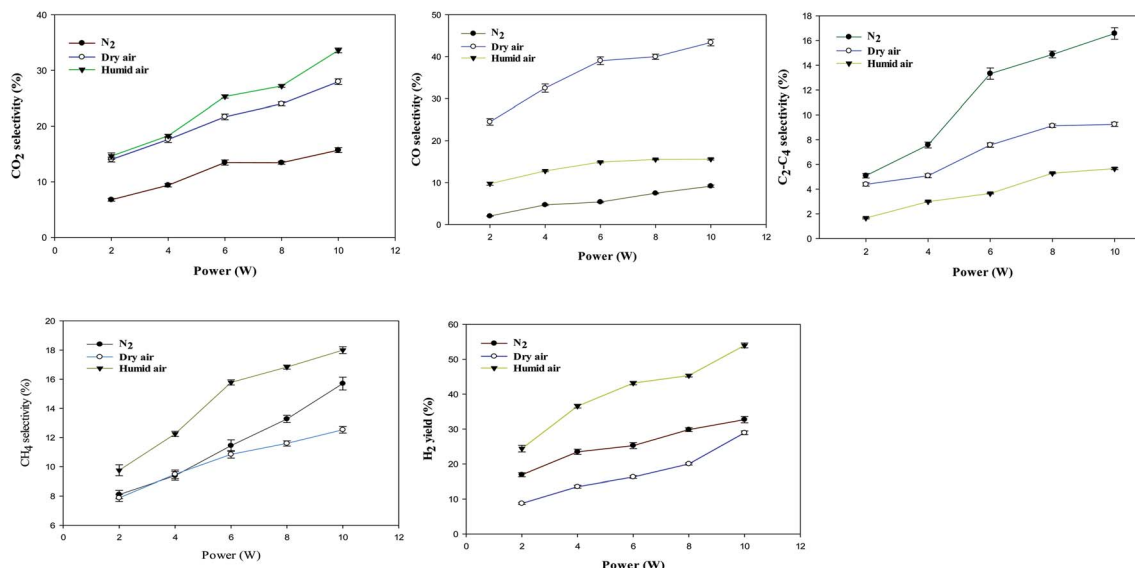 40
30
20
10
0
CO2 selectivity (%)
N2
Dry air
Humid air
0 2 4 6 8 10 12
Power (W)
50
40
30
20
10
0
CO selectivity (%)
N2
Dry air
Humid air
0 2 4 6 8 10 12
Power (W)
18
16
14
12
10
8
6
4
2
0
C2-C4 selectivity (%)
N2
Dry air
Humid air
0 2 4 6 8 10
Power (W)
20
18
16
14
12
10
8
6
CH4 selectivity (%)
N2
Dry air
Humid air
0 2 4 6 8 10 12
Power (W)
60
50
40
30
20
10
0
H2 yield (%)
N2
Dry air
Humid air
0 2 4 6 8 10 12
Power (W)